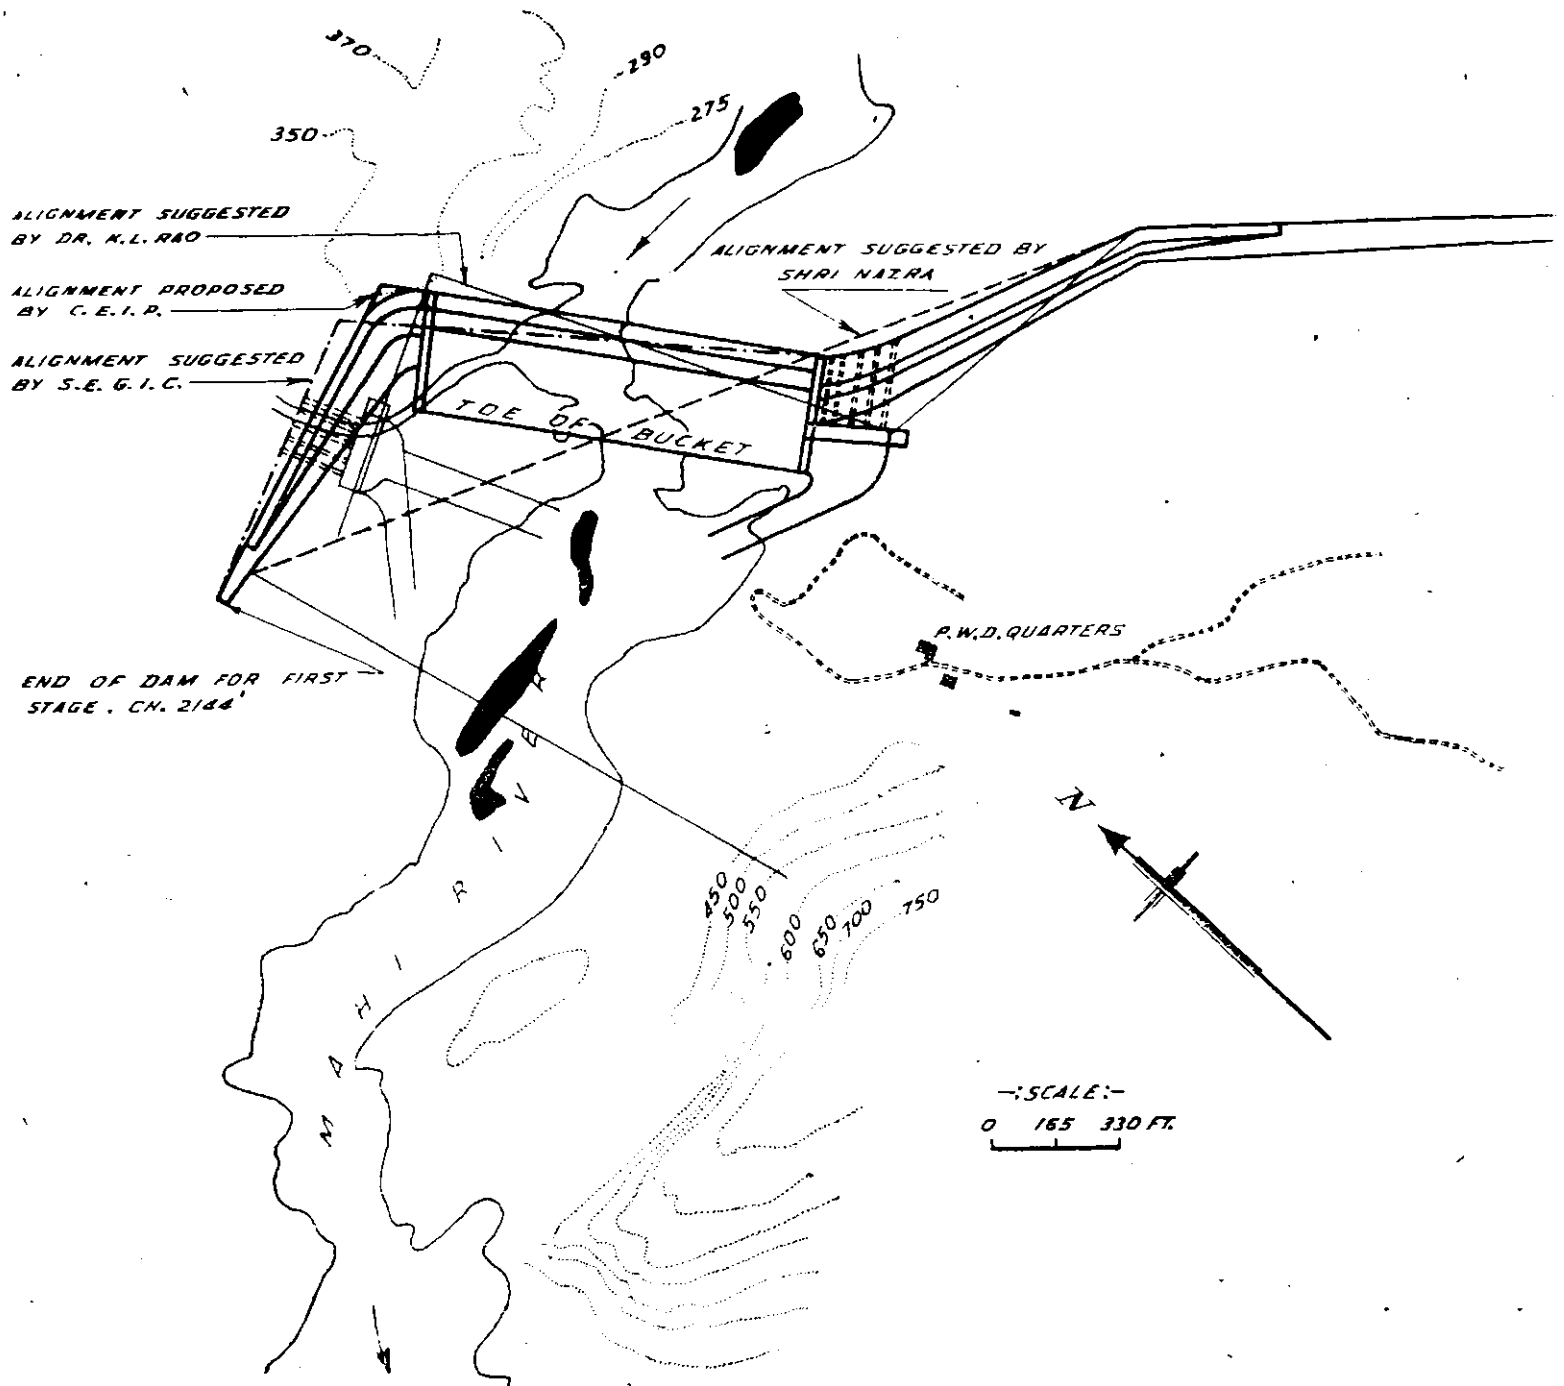 370
290
275
350
ALIGNMENT SUGGESTED
BY DR. K.L. RAO
ALIGNMENT SUGGESTED BY
SHRI NAZRA
ALIGNMENT PROPOSED
BY C.E.I.P.
ALIGNMENT SUGGESTED
BY S.E.G.I.C.
TOE OF BUCKET
P.W.D. QUARTERS
END OF DAM FOR FIRST
STAGE. CH. 2144'
N
450
500
550
600
650
700
750
MAHI RIVER
-:SCALE:-
0 165 330 FT.